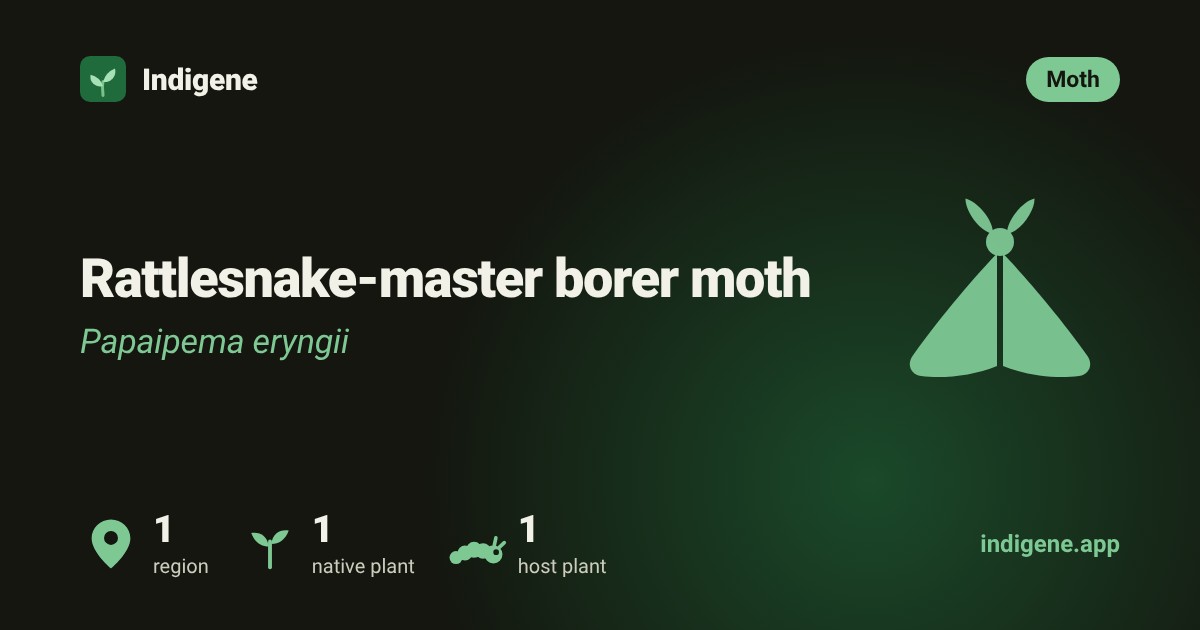 Indigene
Moth
Rattlesnake-master borer moth
Papaipema eryngii
1
region
1
native plant
1
host plant
indigene.app